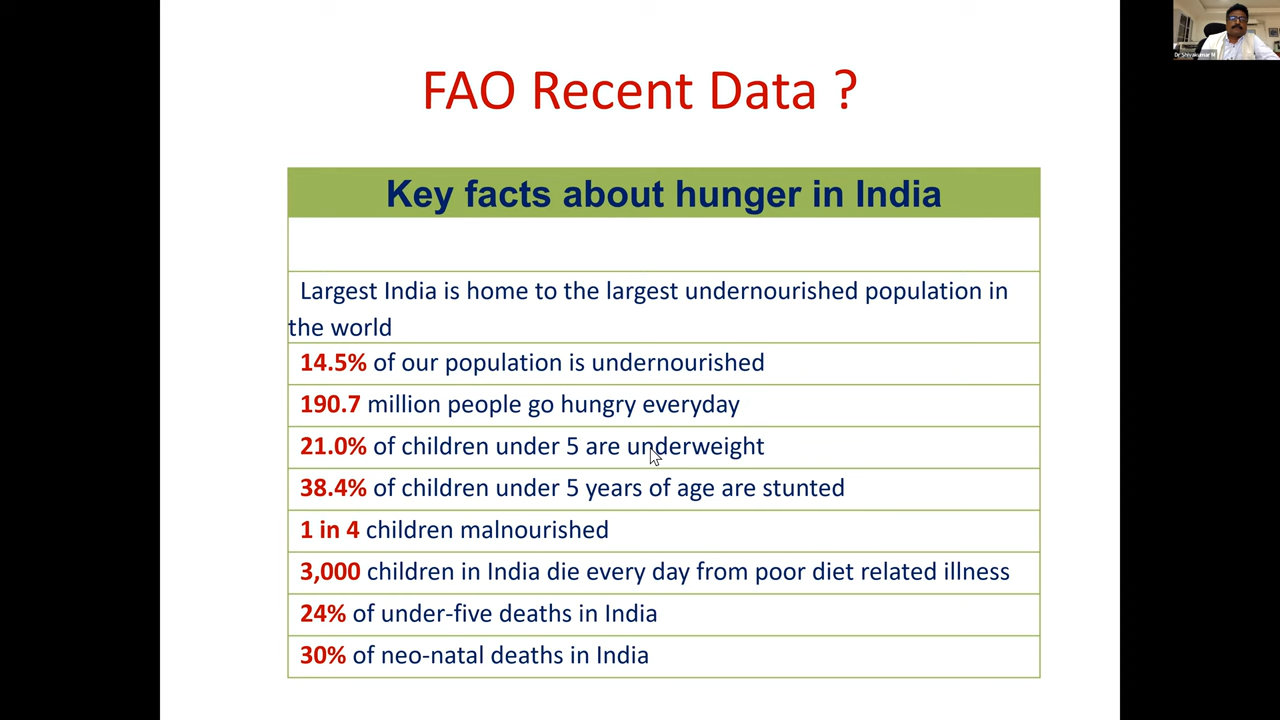 FAO Recent Data ?
Key facts about hunger in India
Largest India is home to the largest undernourished population in
the world
14.5% of our population is undernourished
190.7 million people go hungry everyday
21.0% of children under 5 are underweight
38.4% of children under 5 years of age are stunted
1 in 4 children malnourished
3,000 children in India die every day from poor diet related illness
24% of under-five deaths in India
30% of neo-natal deaths in India
Dr Shivakumar M